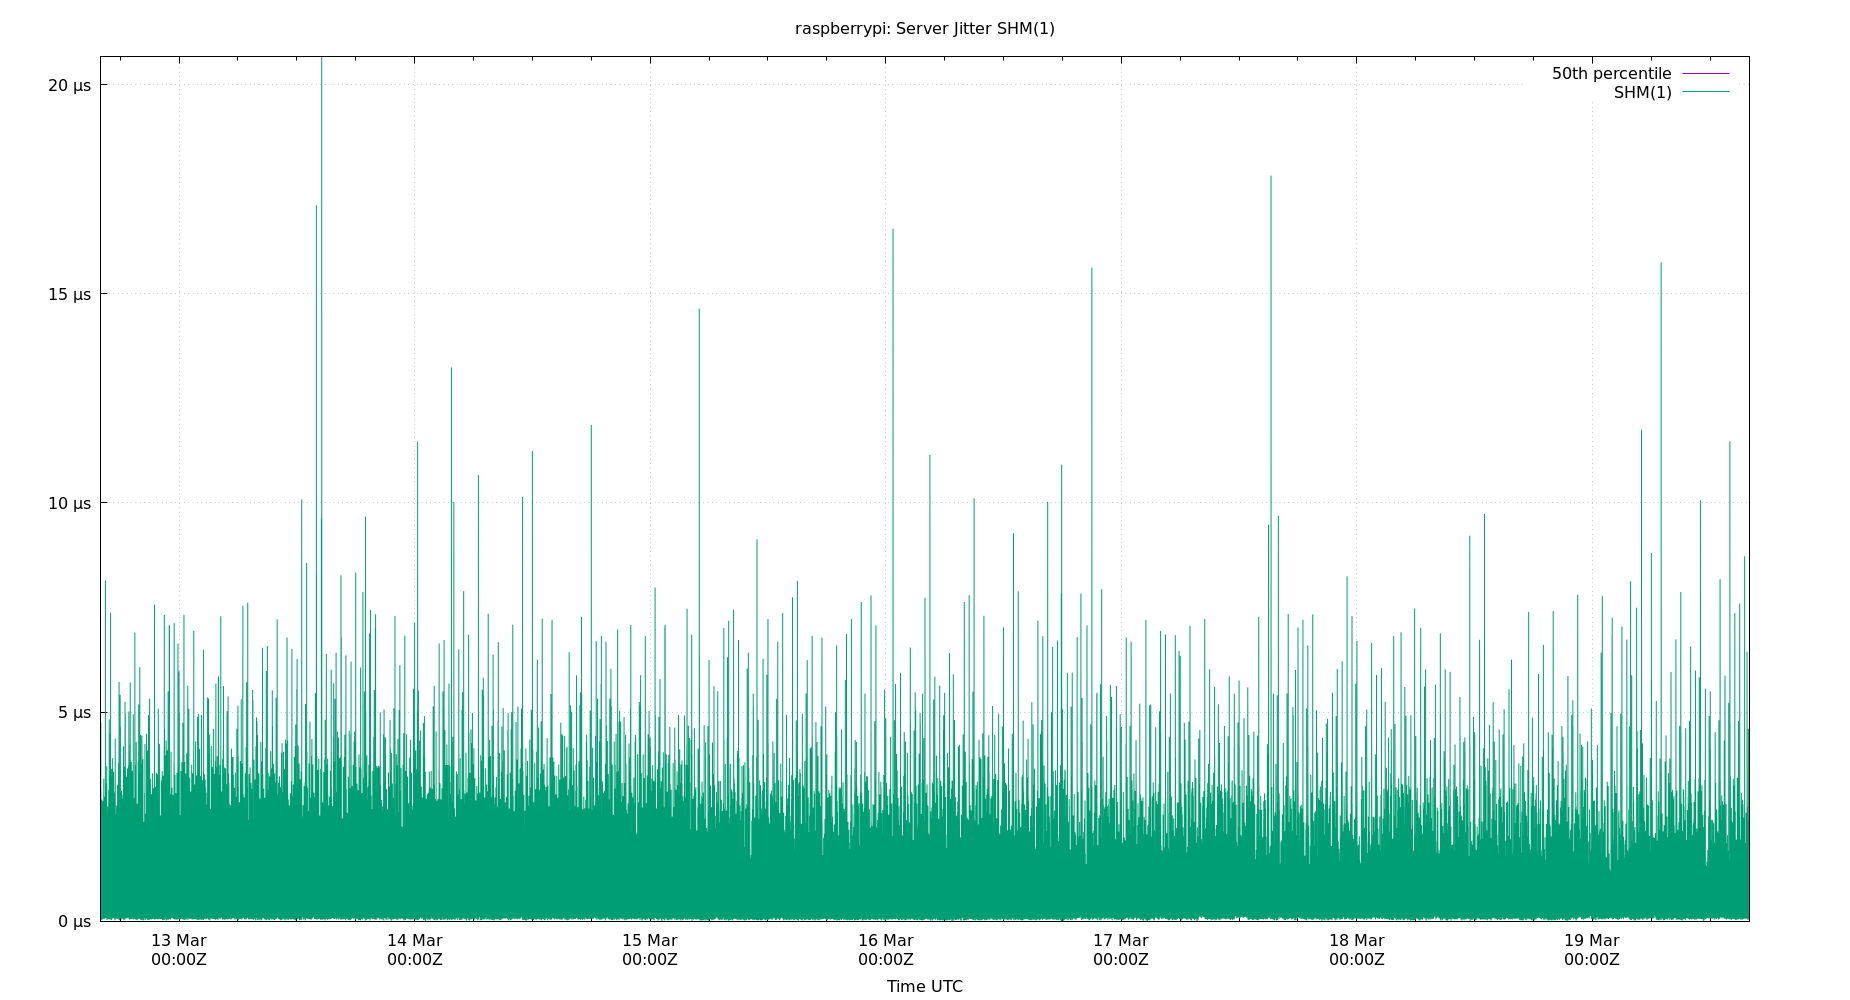 raspberrypi: Server Jitter SHM(1)
50th percentile
SHM(1)
20 µs
15 µs
10 µs
5 µs
0 µs
13 Mar 14 Mar 15 Mar 16 Mar 17 Mar 18 Mar 19 Mar
00:00Z 00:00Z 00:00Z 00:00Z 00:00Z 00:00Z 00:00Z
Time UTC